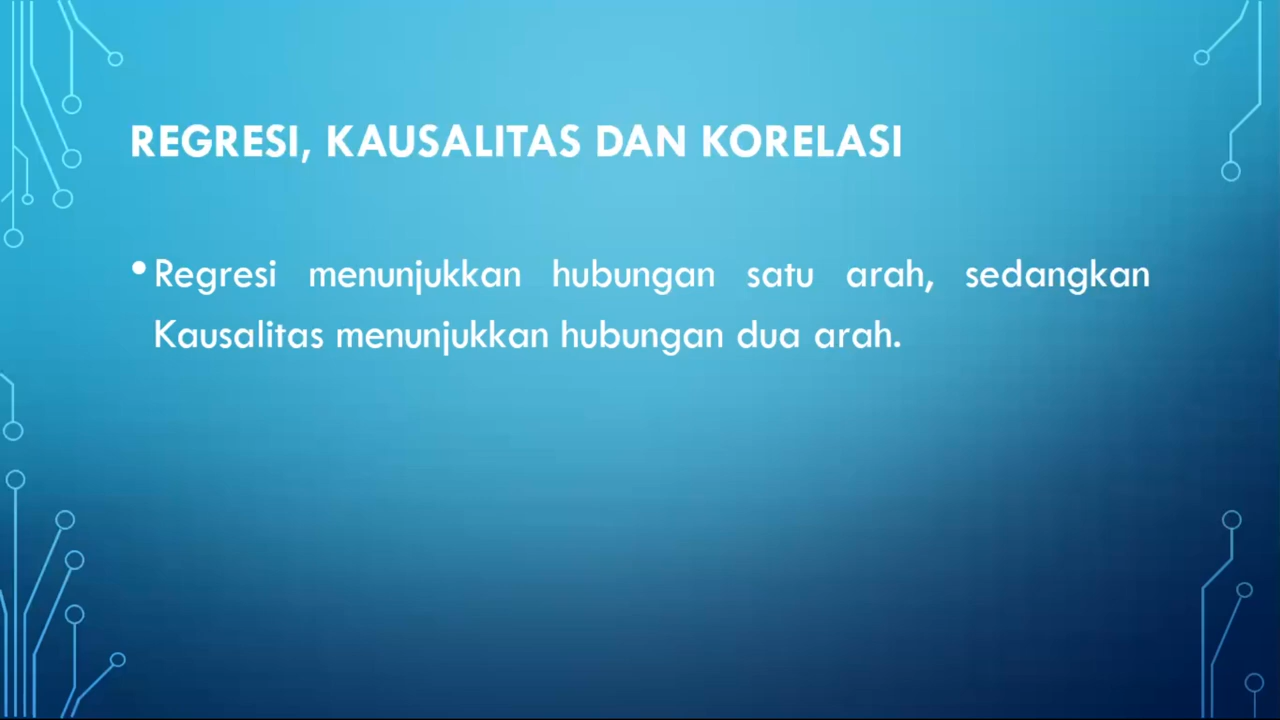 REGRESI, KAUSALITAS DAN KORELASI
• Regresi menunjukkan hubungan satu arah, sedangkan
Kausalitas menunjukkan hubungan dua arah.